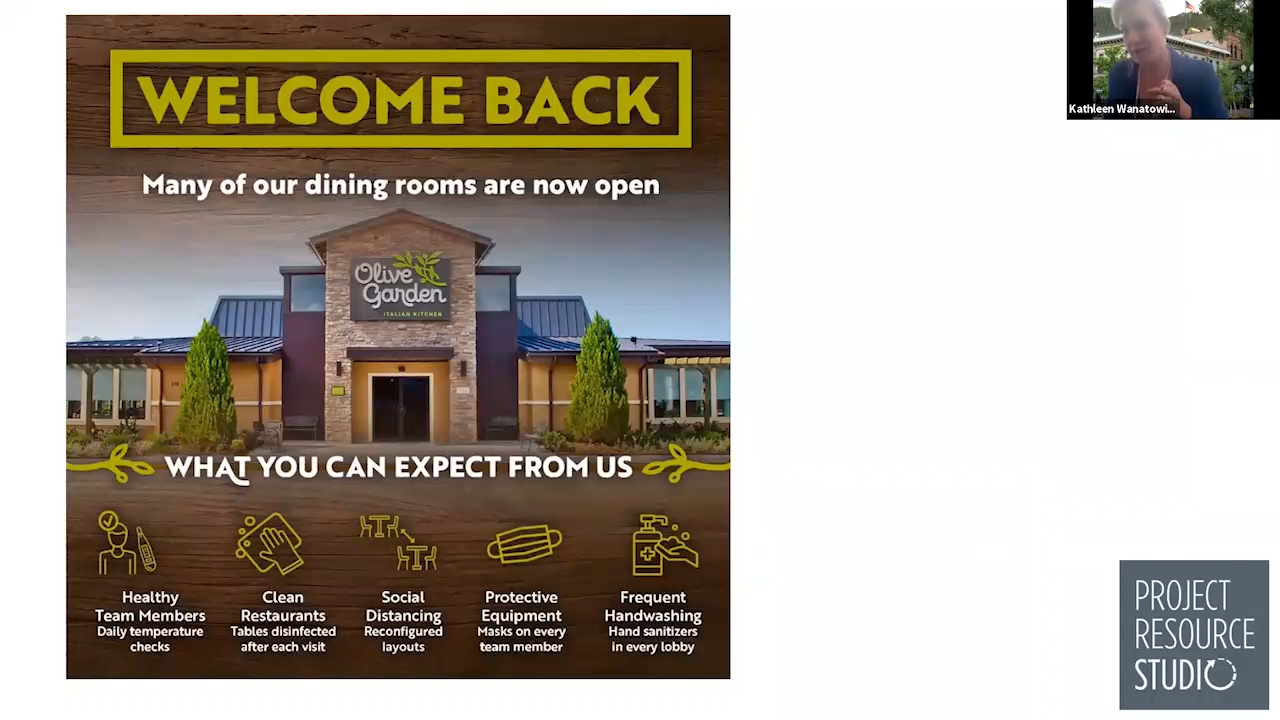 WELCOME BACK
Many of our dining rooms are now open
Olive
Garden
ITALIAN KITCHEN
WHAT YOU CAN EXPECT FROM US
Healthy
Team Members
Daily temperature
checks
Clean
Restaurants
Tables disinfected
after each visit
Social
Distancing
Reconfigured
layouts
Protective
Equipment
Masks on every
team member
Frequent
Handwashing
Hand sanitizers
in every lobby
Kathleen Wanatowi...
PROJECT
RESOURCE
STUDIO